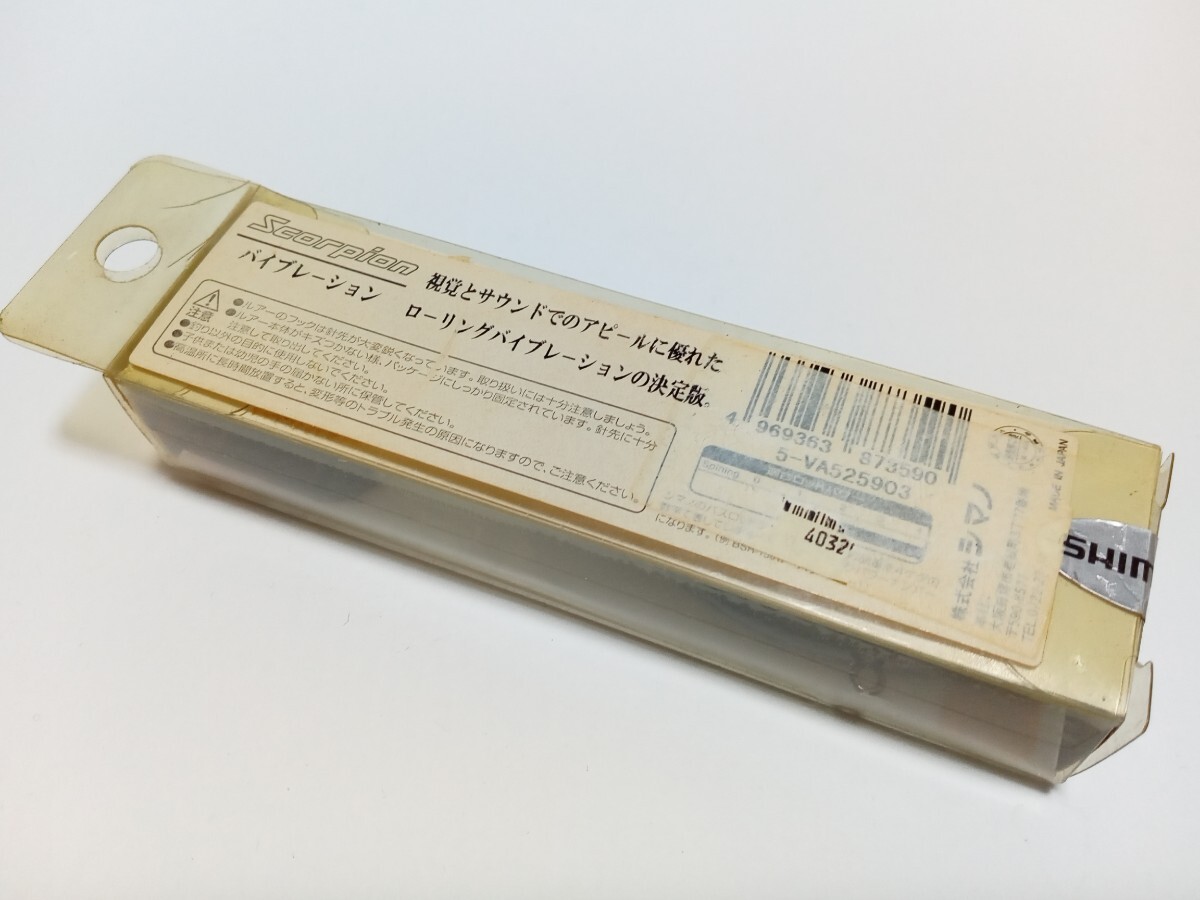 Scorpion
バイブレーション
視覚とサウンドでのアピールに優れた
ローリングバイブレーションの決定版。
注意
●ルアーのフックは針先が大変鋭くなっています。取り扱いには十分注意しましょう。
●ルアー本体がキズつかない様、パッケージにしっかり固定されています。針先に十分
注意して取り出してください。
●釣り以外の目的に使用しないでください。
●子供または幼児の手の届かない所に保管してください。
●高温所に長時間放置すると、変形等のトラブル発生の原因になりますので、ご注意ください。
4 969363 873590
5-VA525903
になります。
株式会社シマノ
MADE IN JAPAN
SHIM